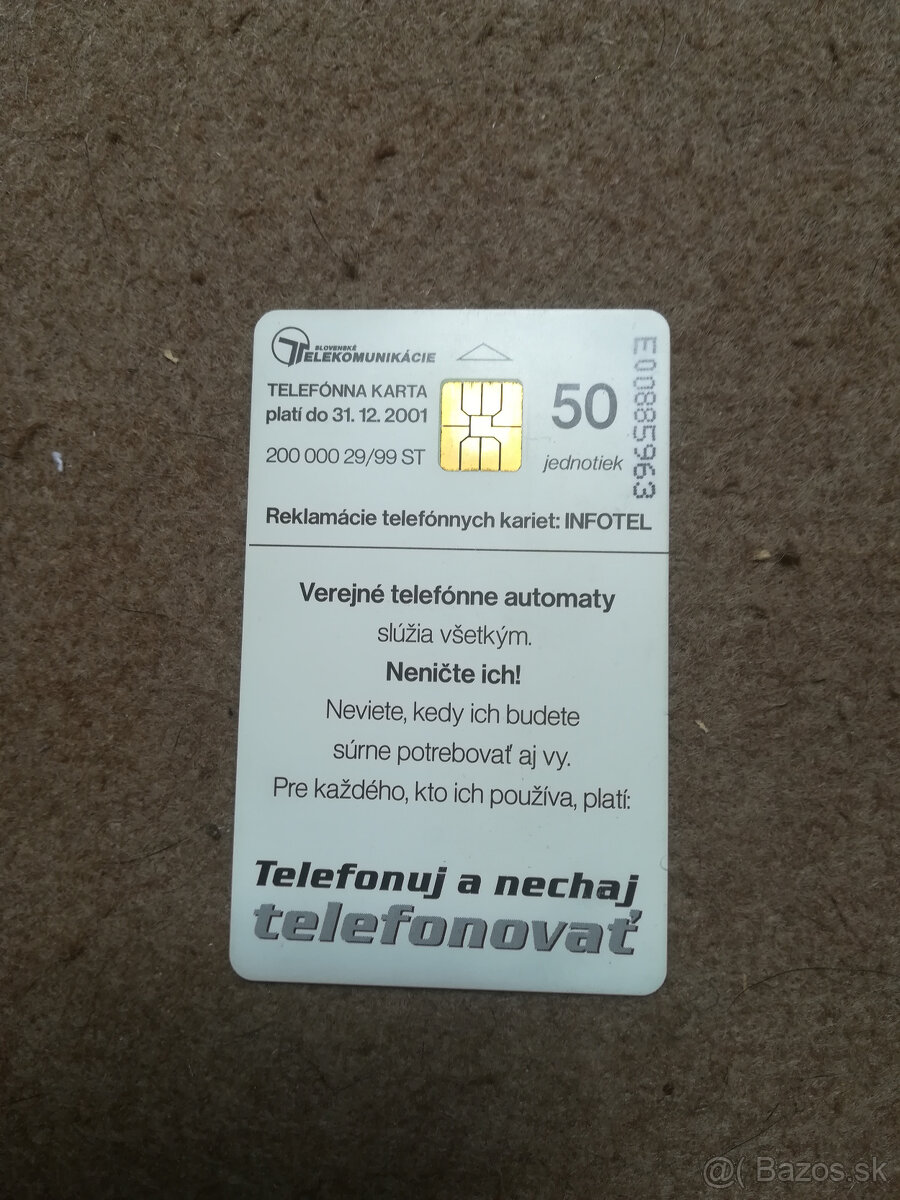 SLOVENSKÉ
TELEKOMUNIKÁCIE
TELEFÓNNA KARTA
platí do 31. 12. 2001
200 000 29/99 ST
50
jednotiek
E00885963
Reklamácie telefónnych kariet: INFOTEL
Verejné telefónne automaty
slúžia všetkým.
Neničte ich!
Neviete, kedy ich budete
súrne potrebovať aj vy.
Pre každého, kto ich používa, platí:
Telefonuj a nechaj
telefonovať
@( Bazos.sk